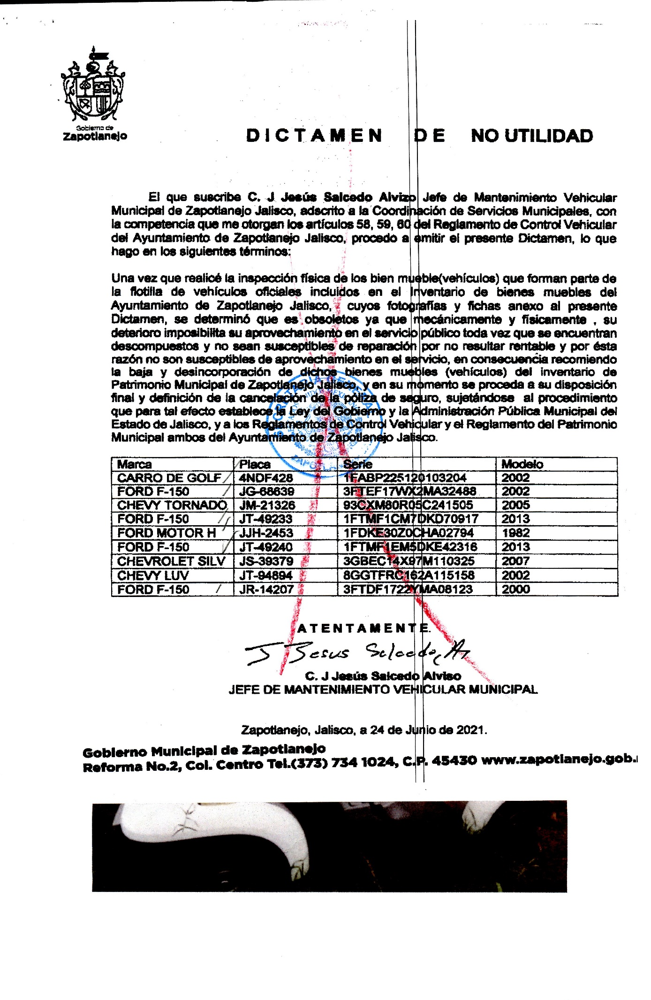 Gobierno de
Zapotlanejo
DICTAMEN DE NO UTILIDAD
El que suscribe C. J Jesús Salcedo Alvizo Jefe de Mantenimiento Vehicular
Municipal de Zapotlanejo Jalisco, adscrito a la Coordinación de Servicios Municipales, con
la competencia que me otorgan los artículos 58, 59, 60 del Reglamento de Control Vehicular
del Ayuntamiento de Zapotlanejo Jalisco, procedo a emitir el presente Dictamen, lo que
hago en los siguientes términos:
Una vez que realicé la inspección física de los bien mueble(vehículos) que forman parte de
la flotilla de vehículos oficiales incluidos en el Inventario de bienes muebles del
Ayuntamiento de Zapotlanejo Jalisco, cuyos fotografías y fichas anexo al presente
Dictamen, se determinó que es obsoletos ya que mecánicamente y físicamente , su
deterioro imposibilita su aprovechamiento en el servicio público toda vez que se encuentran
descompuestos y no sean susceptibles de reparación por no resultar rentable y por ésta
razón no son susceptibles de aprovechamiento en el servicio, en consecuencia recomiendo
la baja y desincorporación de dichos bienes muebles (vehículos) del inventario de
Patrimonio Municipal de Zapotlanejo Jalisco, y en su momento se proceda a su disposición
final y definición de la cancelación de la póliza de seguro, sujetándose al procedimiento
que para tal efecto establece la Ley del Gobierno y la Administración Pública Municipal del
Estado de Jalisco, y a los Reglamentos de Control Vehicular y el Reglamento del Patrimonio
Municipal ambos del Ayuntamiento de Zapotlanejo Jalisco.
SECRETARIA GENERAL
Marca Placa Serie Modelo
CARRO DE GOLF 4NDF428 1FABP225120103204 2002
FORD F-150 JG-68639 3FTEF17WX2MA32488 2002
CHEVY TORNADO JM-21326 93CXM80R05C241505 2005
FORD F-150 JT-49233 1FTMF1CM7DKD70917 2013
FORD MOTOR H JJH-2453 1FDKE30Z0CHA02794 1982
FORD F-150 JT-49240 1FTMF1EM5DKE42316 2013
CHEVROLET SILV JS-39379 3GBEC14X97M110325 2007
CHEVY LUV JT-94894 8GGTFRC162A115158 2002
FORD F-150 JR-14207 3FTDF1722YMA08123 2000
ATENTAMENTE.
J Jesus Salcedo A
C. J Jesús Salcedo Alviso
JEFE DE MANTENIMIENTO VEHICULAR MUNICIPAL
Zapotlanejo, Jalisco, a 24 de Junio de 2021.
Gobierno Municipal de Zapotlanejo
Reforma No.2, Col. Centro Tel.(373) 734 1024, C.P. 45430 www.zapotlanejo.gob.